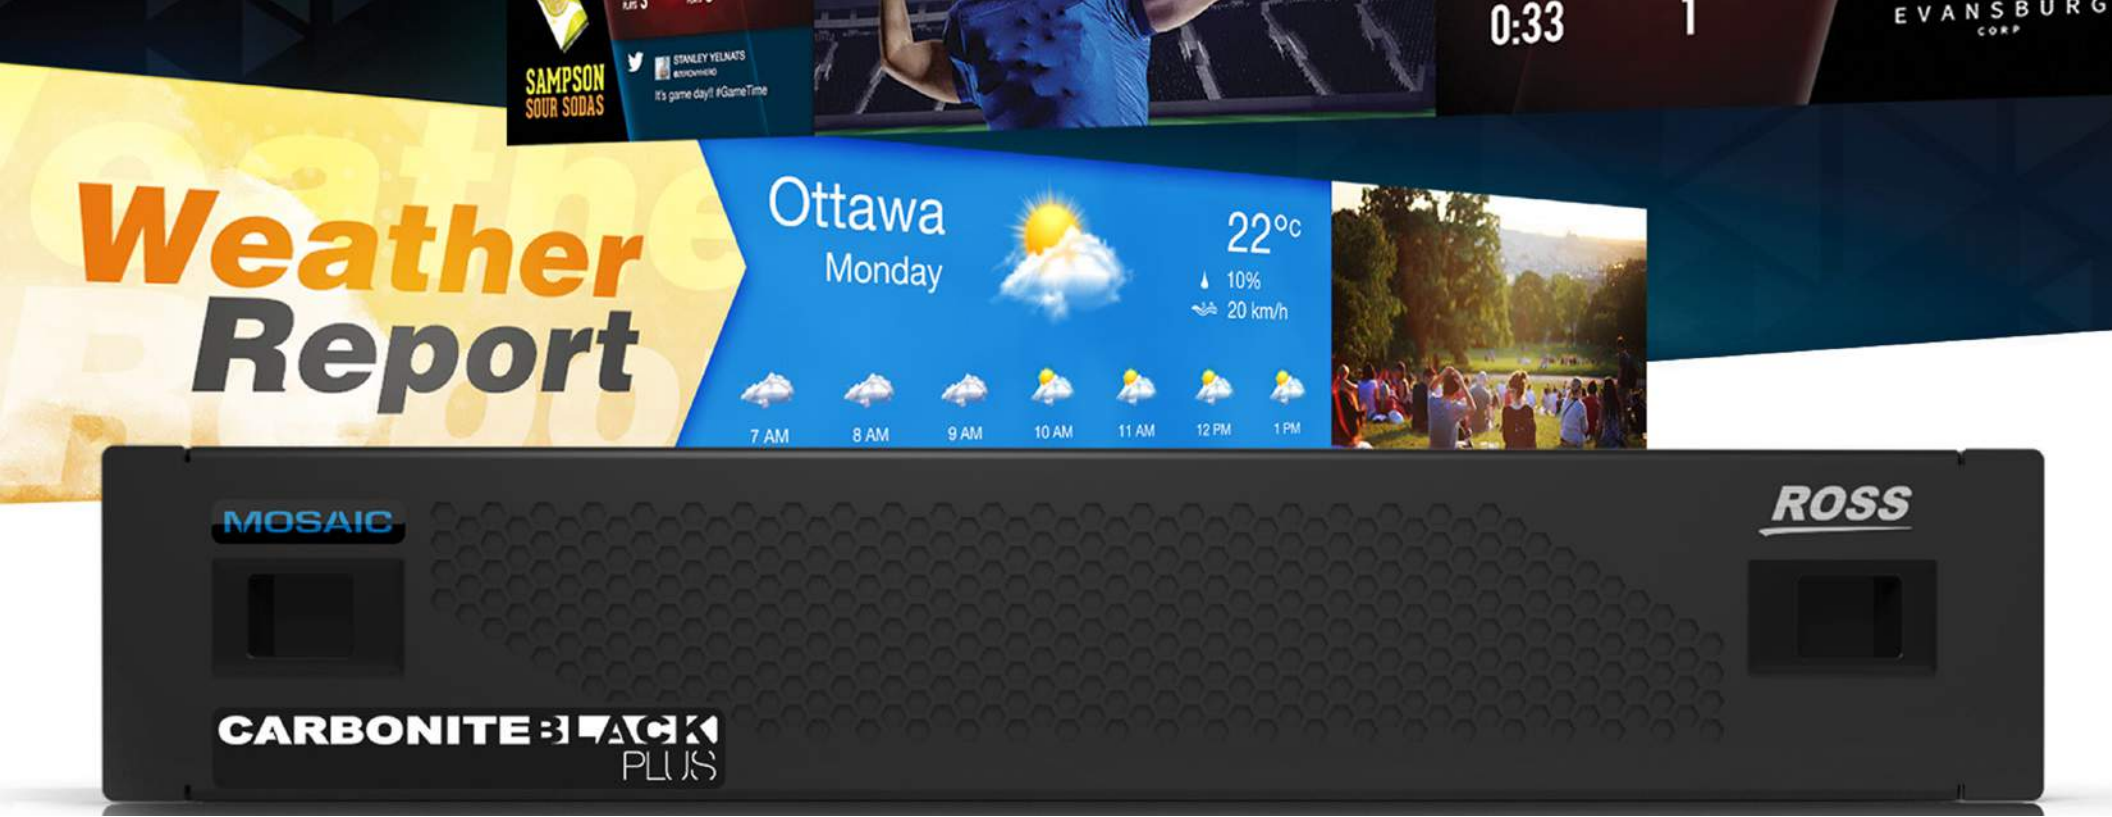 0:33
1
EVANSBURG
CORP
SAMPSON
SOUR SODAS
STANLEY YELNATS
It's game day!! #GameTime
Weather
Report
Ottawa
Monday
22°C
10%
20 km/h
7 AM
8 AM
9 AM
10 AM
11 AM
12 PM
1 PM
MOSAIC
ROSS
CARBONITE BLACK
PLUS